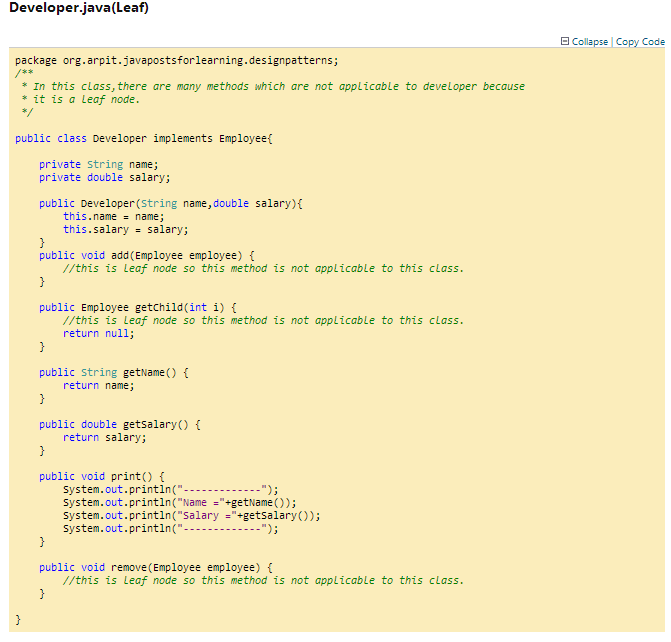 Developer.java(Leaf)
Collapse | Copy Code
package org.arpit.javapostsforlearning.designpatterns;
/**
 * In this class,there are many methods which are not applicable to developer because
 * it is a leaf node.
 */
public class Developer implements Employee{
    private String name;
    private double salary;
    public Developer(String name,double salary){
        this.name = name;
        this.salary = salary;
    }
    public void add(Employee employee) {
        //this is leaf node so this method is not applicable to this class.
    }
    public Employee getChild(int i) {
        //this is leaf node so this method is not applicable to this class.
        return null;
    }
    public String getName() {
        return name;
    }
    public double getSalary() {
        return salary;
    }
    public void print() {
        System.out.println("-------------");
        System.out.println("Name ="+getName());
        System.out.println("Salary ="+getSalary());
        System.out.println("-------------");
    }
    public void remove(Employee employee) {
        //this is leaf node so this method is not applicable to this class.
    }
}